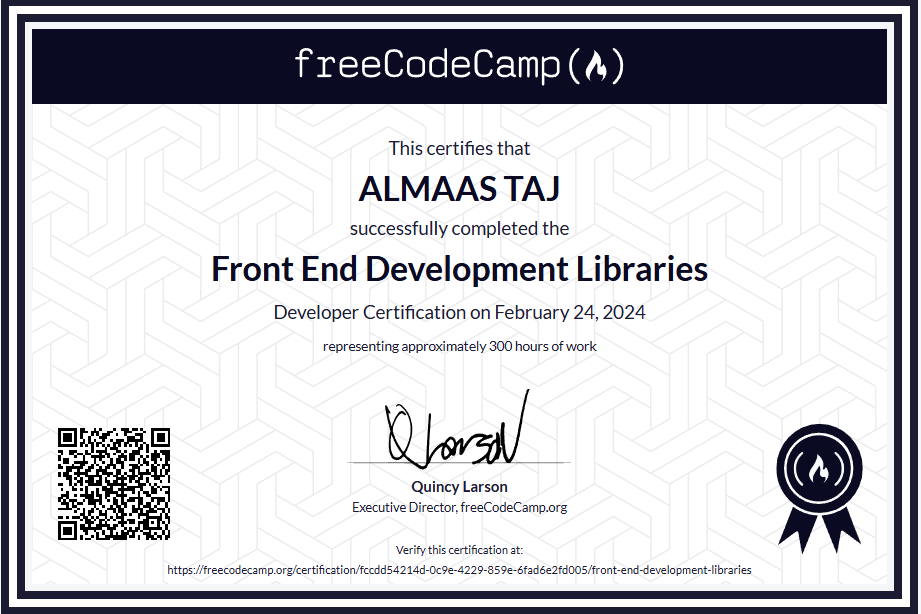 freeCodeCamp(🔥)
This certifies that
ALMAAS TAJ
successfully completed the
Front End Development Libraries
Developer Certification on February 24, 2024
representing approximately 300 hours of work
QLarson
Quincy Larson
Executive Director, freeCodeCamp.org
Verify this certification at:
https://freecodecamp.org/certification/fccdd54214d-0c9e-4229-859e-6fad6e2fd005/front-end-development-libraries